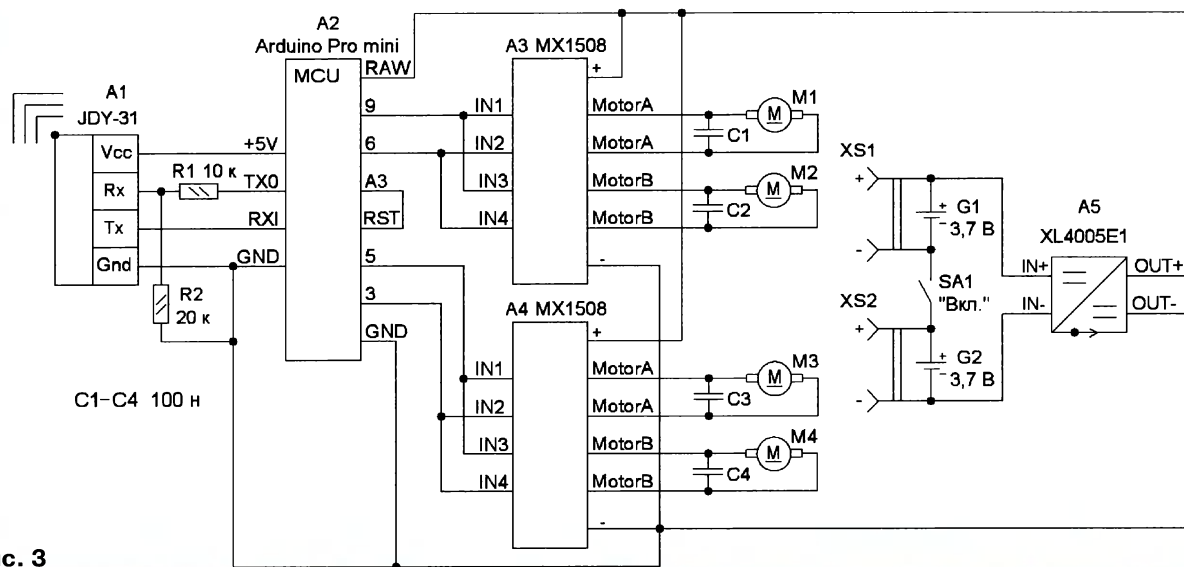 A1
JDY-31
Vcc
Rx
Tx
Gnd
R1 10 к
R2
20 к
C1–C4 100 н
A2
Arduino Pro mini
MCU
+5V
TX0
RXI
GND
RAW
9
6
A3
RST
5
3
GND
A3 MX1508
IN1
IN2
IN3
IN4
+
MotorA
MotorA
MotorB
MotorB
-
C1
M
M1
C2
M
M2
A4 MX1508
IN1
IN2
IN3
IN4
+
MotorA
MotorA
MotorB
MotorB
-
C3
M
M3
C4
M
M4
XS1
+
-
XS2
+
-
+ G1
- 3,7 В
SA1
"Вкл."
+ G2
- 3,7 В
A5
XL4005E1
IN+
IN-
OUT+
OUT-
с. 3